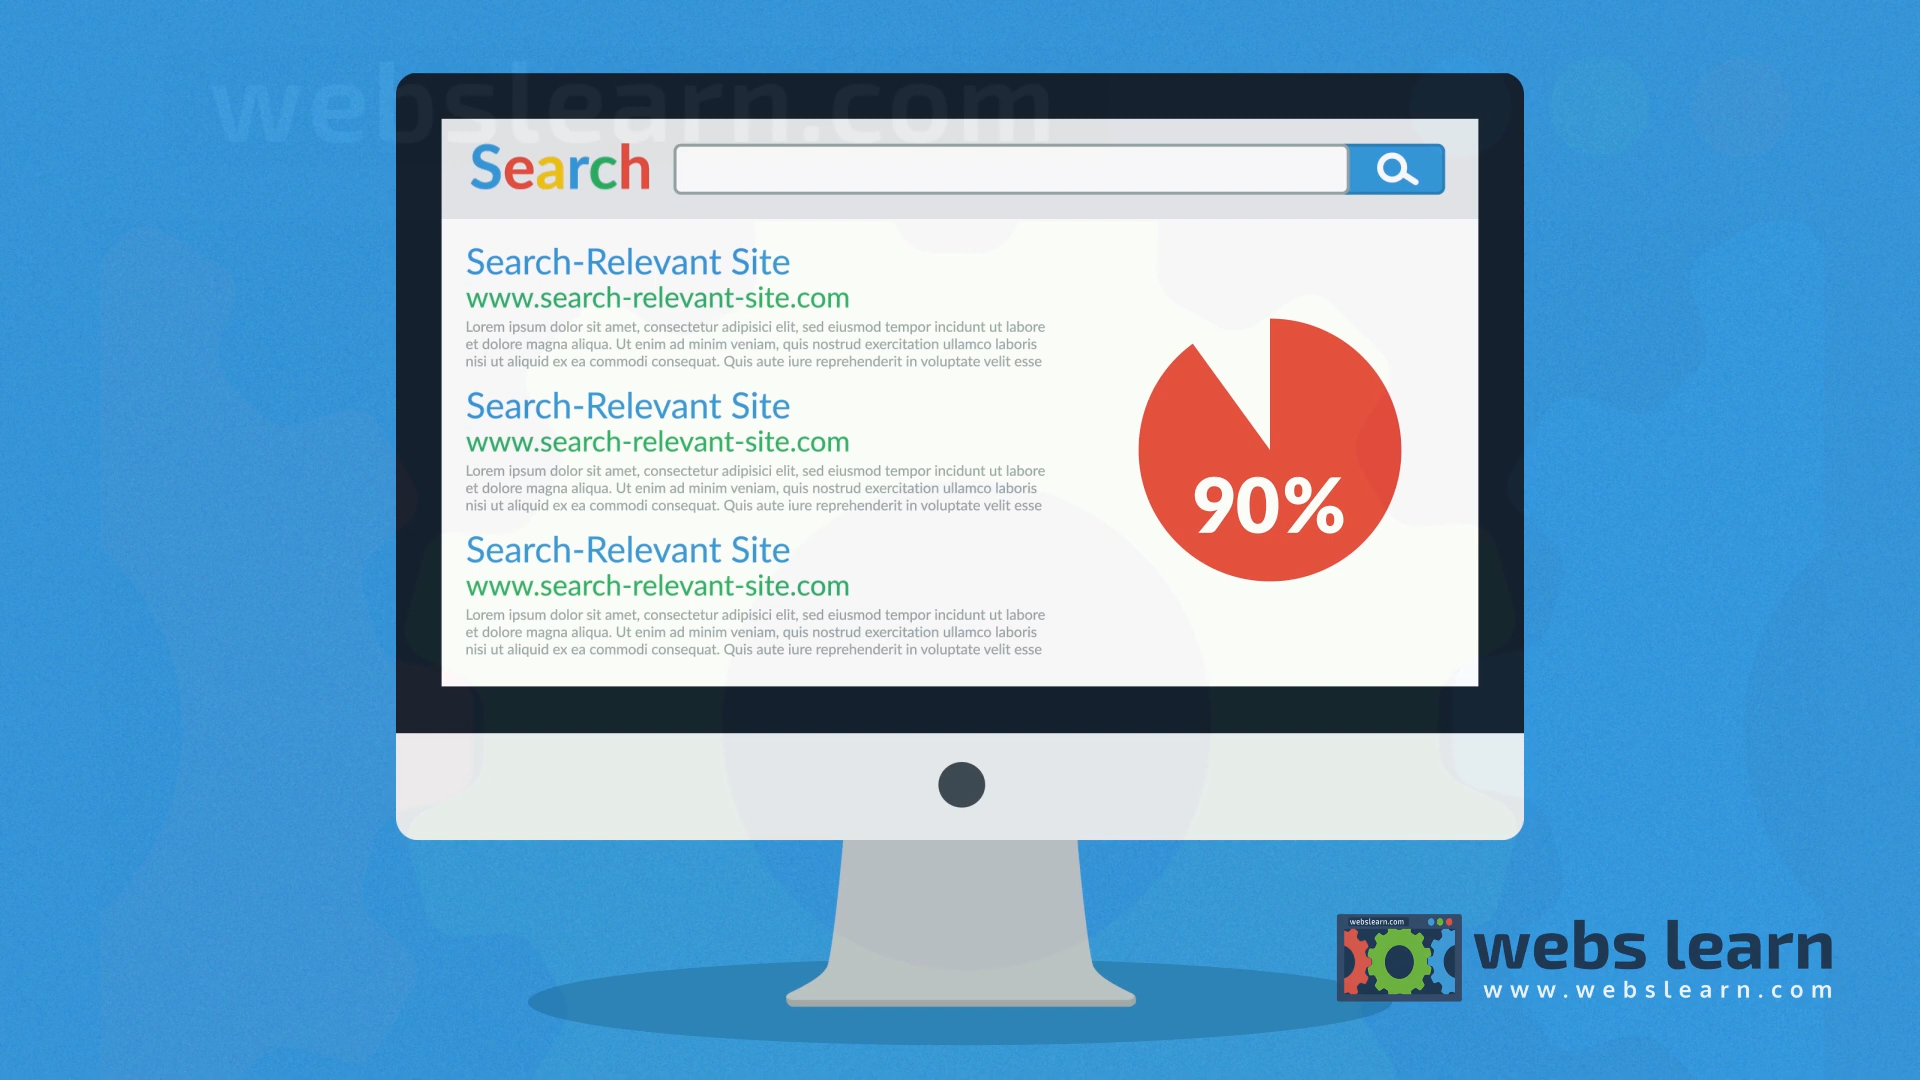 webslearn.com
Search
Search-Relevant Site
www.search-relevant-site.com
Lorem ipsum dolor sit amet, consectetur adipisici elit, sed eiusmod tempor incidunt ut labore
et dolore magna aliqua. Ut enim ad minim veniam, quis nostrud exercitation ullamco laboris
nisi ut aliquid ex ea commodi consequat. Quis aute iure reprehenderit in voluptate velit esse
Search-Relevant Site
www.search-relevant-site.com
Lorem ipsum dolor sit amet, consectetur adipisici elit, sed eiusmod tempor incidunt ut labore
et dolore magna aliqua. Ut enim ad minim veniam, quis nostrud exercitation ullamco laboris
nisi ut aliquid ex ea commodi consequat. Quis aute iure reprehenderit in voluptate velit esse
Search-Relevant Site
www.search-relevant-site.com
Lorem ipsum dolor sit amet, consectetur adipisici elit, sed eiusmod tempor incidunt ut labore
et dolore magna aliqua. Ut enim ad minim veniam, quis nostrud exercitation ullamco laboris
nisi ut aliquid ex ea commodi consequat. Quis aute iure reprehenderit in voluptate velit esse
90%
webslearn.com
webs learn
www.webslearn.com